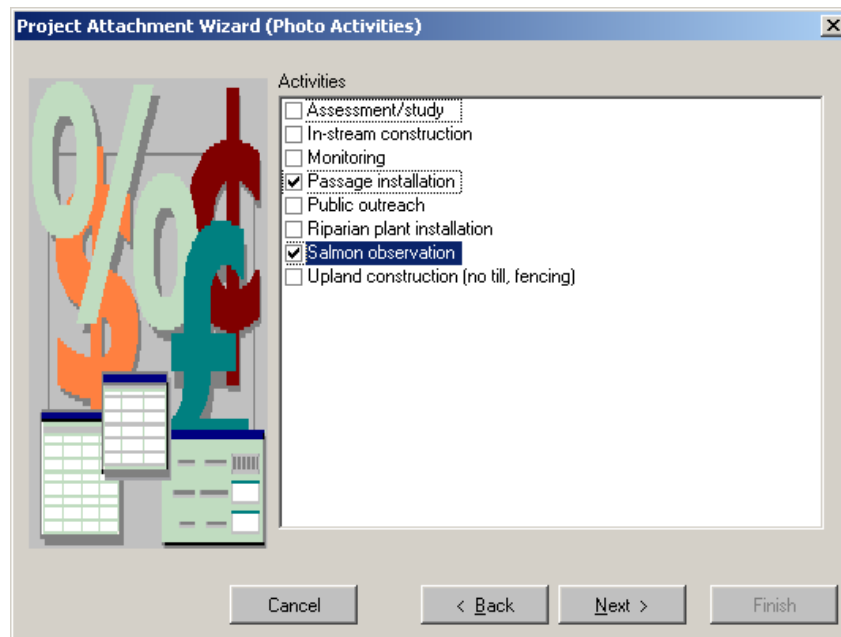 Project Attachment Wizard (Photo Activities)
Activities
Assessment/study
In-stream construction
Monitoring
Passage installation
Public outreach
Riparian plant installation
Salmon observation
Upland construction (no till, fencing)
Cancel
< Back
Next >
Finish